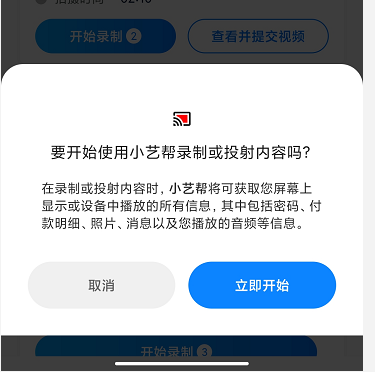 开始录制 2
查看并提交视频
要开始使用小艺帮录制或投射内容吗？
在录制或投射内容时，小艺帮将可获取您屏幕上
显示或设备中播放的所有信息，其中包括密码、付
款明细、照片、消息以及您播放的音频等信息。
取消
立即开始
开始录制 3